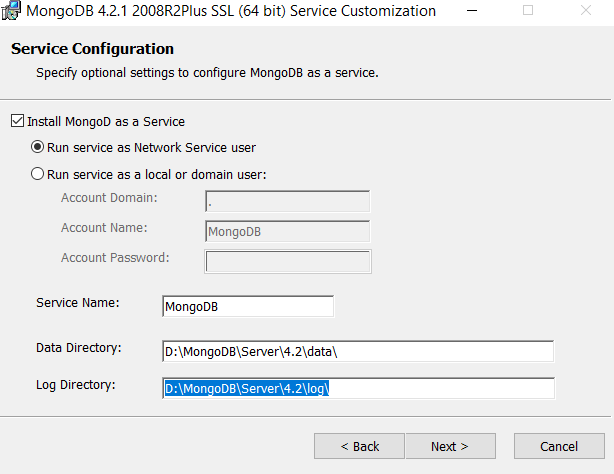 MongoDB 4.2.1 2008R2Plus SSL (64 bit) Service Customization
Service Configuration
Specify optional settings to configure MongoDB as a service.
Install MongoD as a Service
Run service as Network Service user
Run service as a local or domain user:
Account Domain: .
Account Name: MongoDB
Account Password:
Service Name: MongoDB
Data Directory: D:\MongoDB\Server\4.2\data\
Log Directory: D:\MongoDB\Server\4.2\log\
< Back Next > Cancel